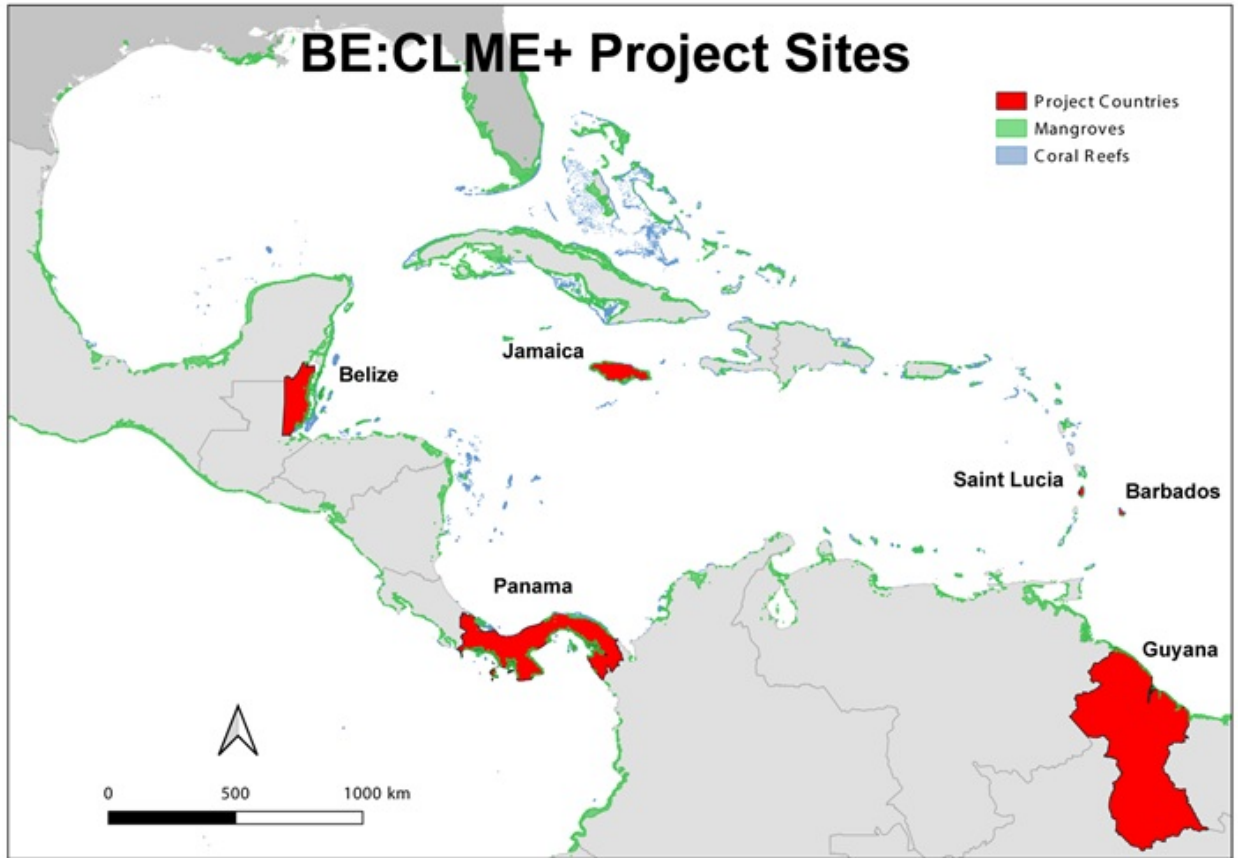 BE:CLME+ Project Sites
Project Countries
Mangroves
Coral Reefs
Jamaica
Belize
Saint Lucia
Barbados
Panama
Guyana
0 500 1000 km